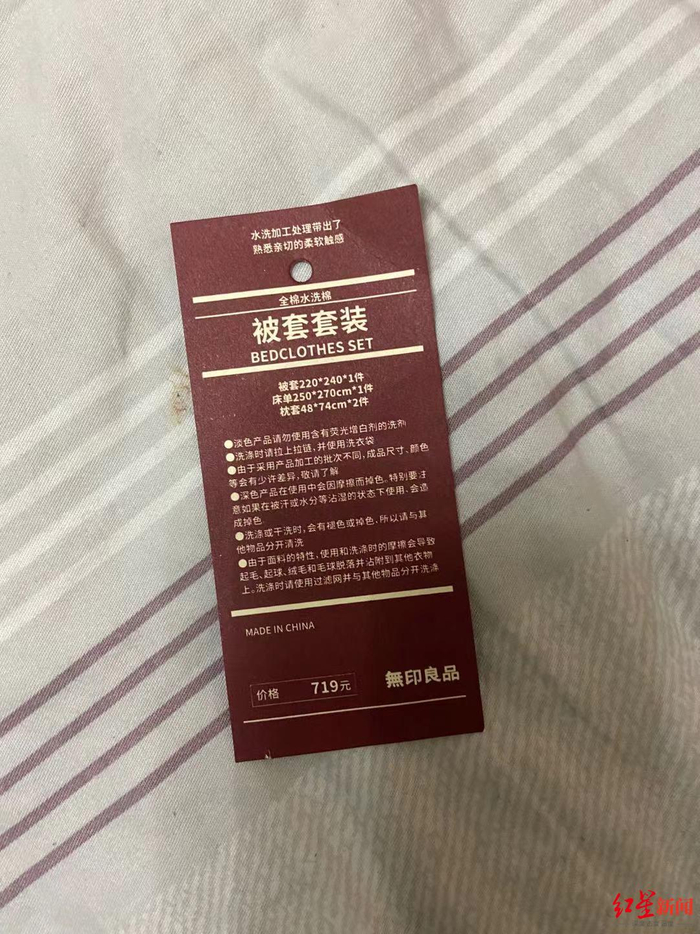 水洗加工处理带出了
熟悉亲切的柔软触感
全棉水洗棉
被套套装
BEDCLOTHES SET
被套220*240*1件
床单250*270cm*1件
枕套48*74cm*2件
●淡色产品请勿使用含有荧光增白剂的洗剂
●洗涤时请拉上拉链,并使用洗衣袋
●由于采用产品加工的批次不同,成品尺寸、颜色
等会有少许差异,敬请了解
●深色产品在使用中会因摩擦而掉色。特别要注
意如果在被汗或水分等沾湿的状态下使用,会造
成掉色
●洗涤或干洗时,会有褪色或掉色,所以请与其
他物品分开清洗
●由于面料的特性,使用和洗涤时的摩擦会导致
起毛、起球、绒毛和毛球脱落并沾附到其他衣物
上。洗涤时请使用过滤网并与其他物品分开洗涤
MADE IN CHINA
价格 719元
無印良品
红星新闻